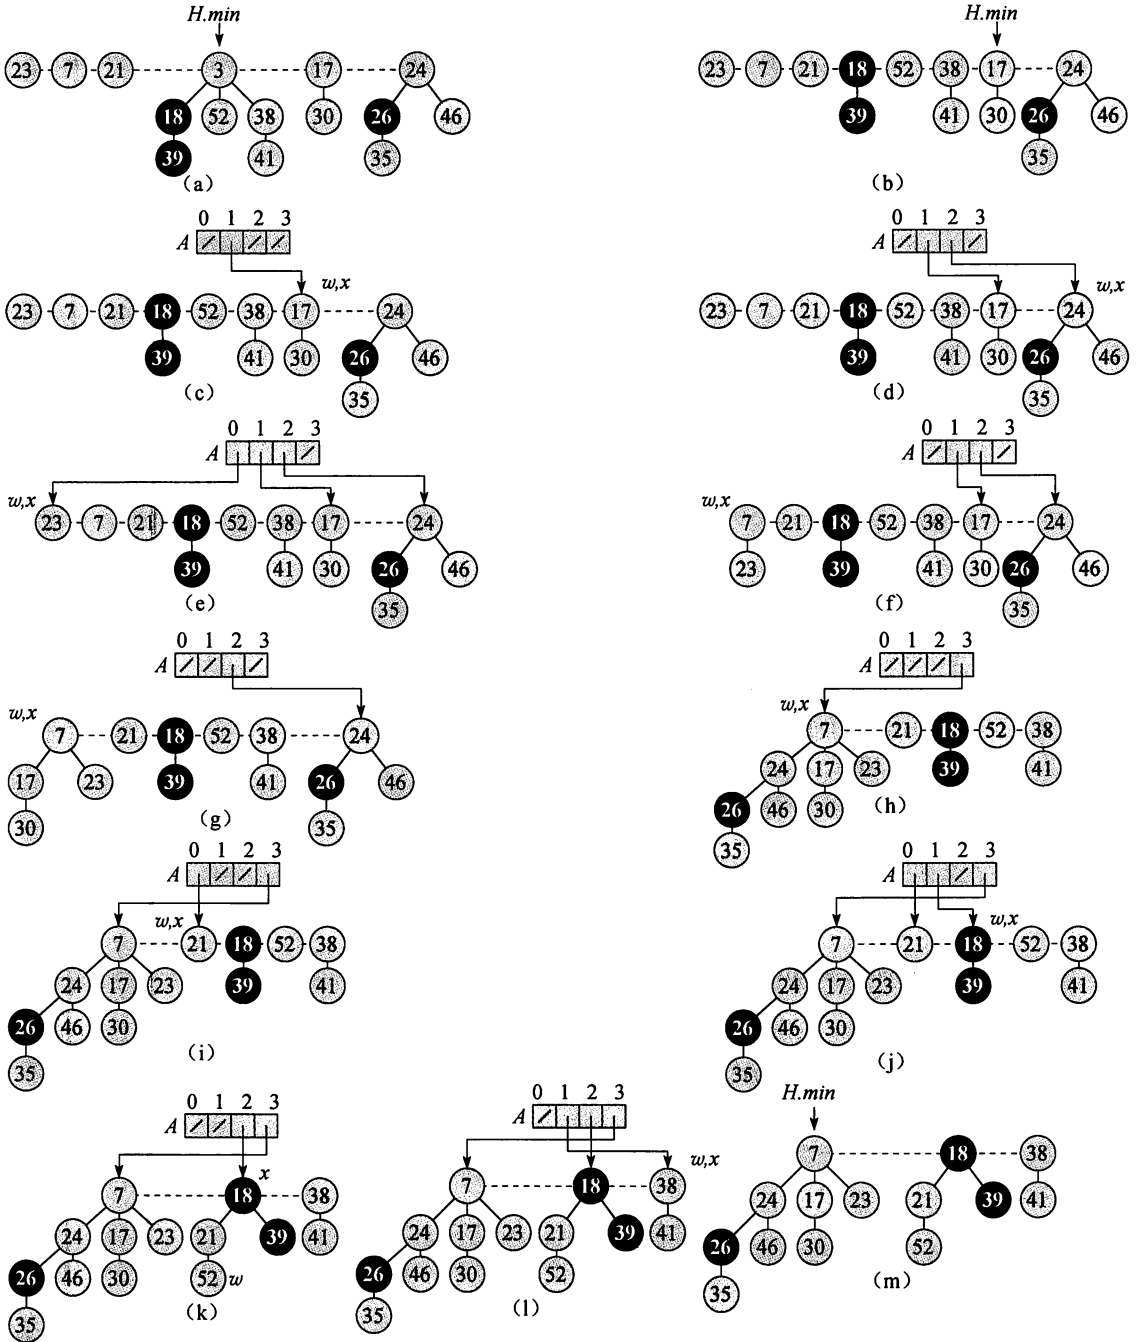 H.min H.min
23 7 21 3 17 24 23 7 21 18 52 38 17 24
18 52 38 30 26 46 39 41 30 26 46
39 41 35 35
(a) (b)
0 1 2 3 0 1 2 3
A A
w,x w,x
23 7 21 18 52 38 17 24 23 7 21 18 52 38 17 24
39 41 30 26 46 39 41 30 26 46
35 35
(c) (d)
0 1 2 3 0 1 2 3
A A
w,x w,x
23 7 21 18 52 38 17 24 7 21 18 52 38 17 24
39 41 30 26 46 23 39 41 30 26 46
35 35
(e) (f)
0 1 2 3 0 1 2 3
A A
w,x w,x
7 21 18 52 38 24 7 21 18 52 38
17 23 39 41 26 46 24 17 23 39 41
30 35 26 46 30
(g) (h)
35
0 1 2 3 0 1 2 3
A A
w,x w,x
7 21 18 52 38 7 21 18 52 38
24 17 23 39 41 24 17 23 39 41
26 46 30 26 46 30
(i) (j)
35 35
0 1 2 3 0 1 2 3 H.min
A A
x w,x
7 18 38 7 18 38 7 18 38
24 17 23 21 39 41 24 17 23 21 39 41 24 17 23 21 39 41
26 46 30 52 w 26 46 30 52 26 46 30 52
35 35 35
(k) (l) (m)